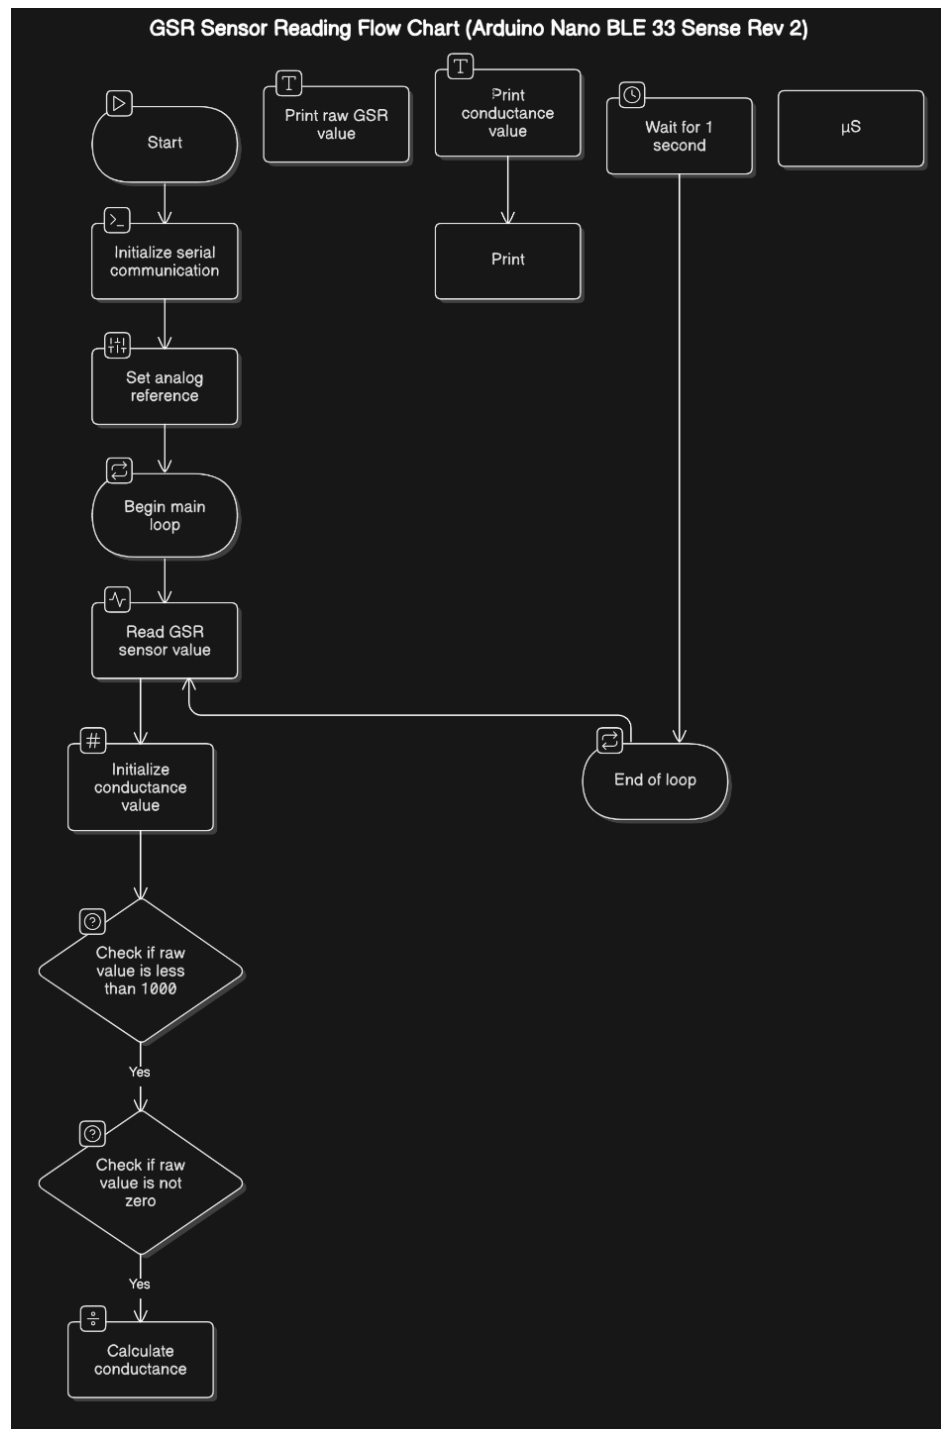 GSR Sensor Reading Flow Chart (Arduino Nano BLE 33 Sense Rev 2)
Start
Print raw GSR
value
Print
conductance
value
Wait for 1
second
µS
Initialize serial
communication
Print
Set analog
reference
Begin main
loop
Read GSR
sensor value
Initialize
conductance
value
End of loop
Check if raw
value is less
than 1000
Yes
Check if raw
value is not
zero
Yes
Calculate
conductance